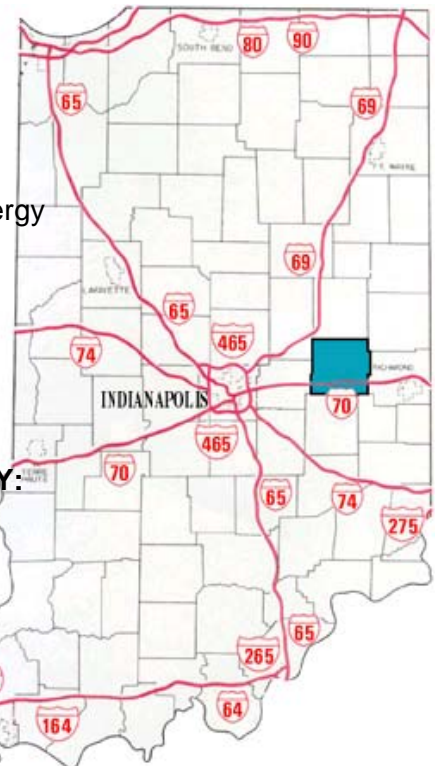 SOUTH BEND
80
90
65
69
FT. WAYNE
ergy
69
LAFAYETTE
65
465
74
RICHMOND
INDIANAPOLIS
70
465
TERRE
HAUTE
Y:
70
65
74
275
65
265
64
164